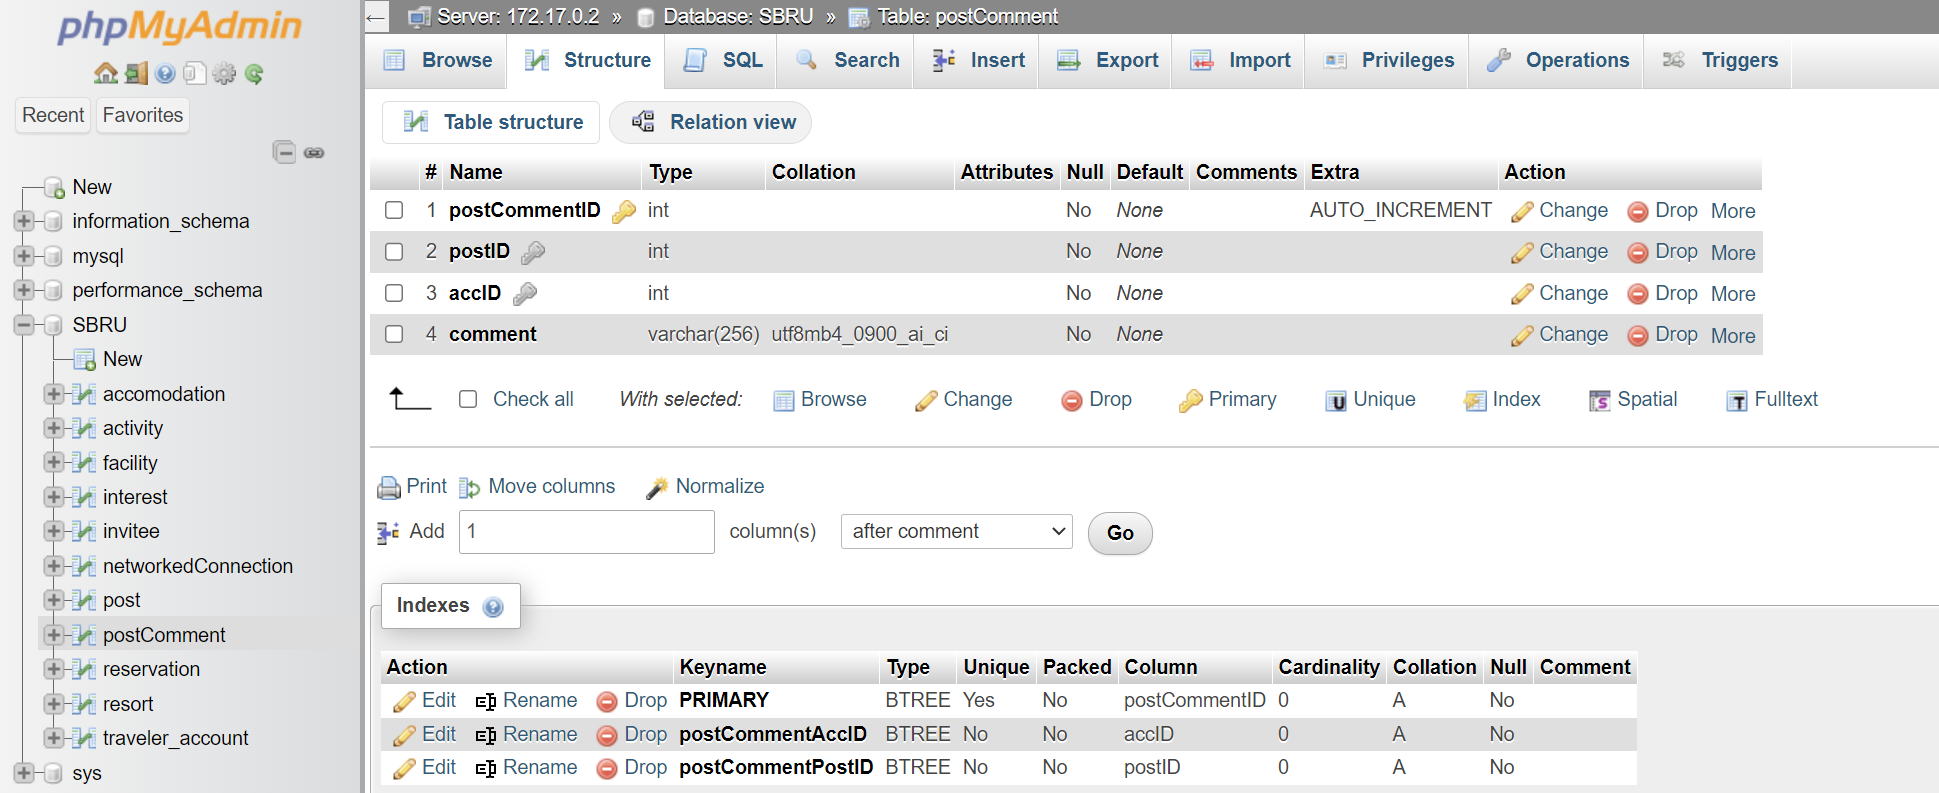 phpMyAdmin
Recent Favorites
New
information_schema
mysql
performance_schema
SBRU
New
accomodation
activity
facility
interest
invitee
networkedConnection
post
postComment
reservation
resort
traveler_account
sys
← Server: 172.17.0.2 » Database: SBRU » Table: postComment
Browse Structure SQL Search Insert Export Import Privileges Operations Triggers
Table structure Relation view
# Name Type Collation Attributes Null Default Comments Extra Action
1 postCommentID int No None AUTO_INCREMENT Change Drop More
2 postID int No None Change Drop More
3 accID int No None Change Drop More
4 comment varchar(256) utf8mb4_0900_ai_ci No None Change Drop More
Check all With selected: Browse Change Drop Primary Unique Index Spatial Fulltext
Print Move columns Normalize
Add 1 column(s) after comment Go
Indexes
Action Keyname Type Unique Packed Column Cardinality Collation Null Comment
Edit Rename Drop PRIMARY BTREE Yes No postCommentID 0 A No
Edit Rename Drop postCommentAccID BTREE No No accID 0 A No
Edit Rename Drop postCommentPostID BTREE No No postID 0 A No